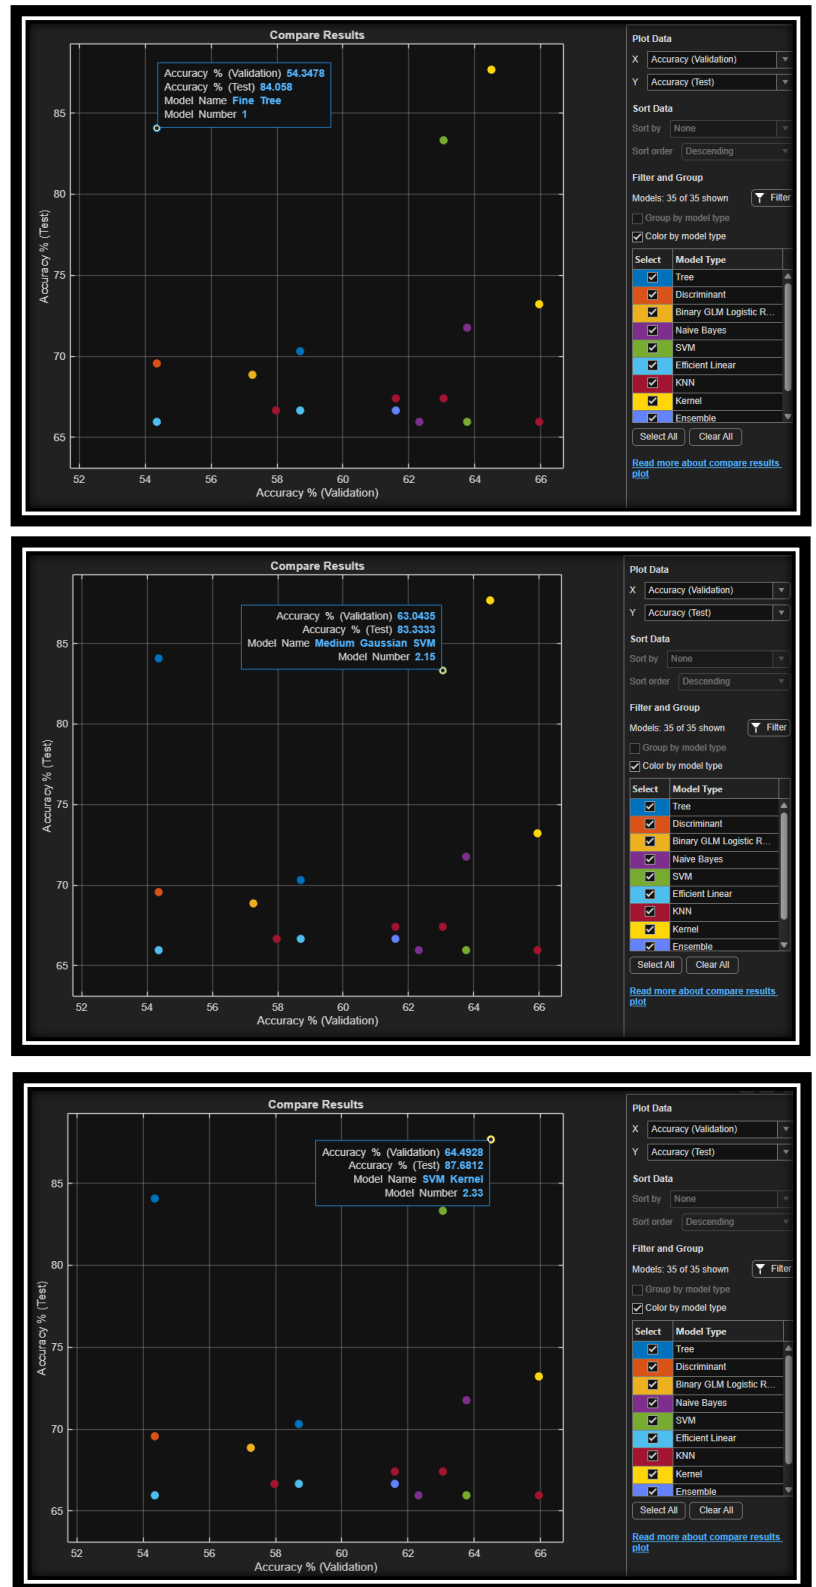 Compare Results
Accuracy % (Validation) 54.3478
Accuracy % (Test) 84.058
Model Name Fine Tree
Model Number 1
85
80
75
70
65
Accuracy % (Test)
52 54 56 58 60 62 64 66
Accuracy % (Validation)
Plot Data
X Accuracy (Validation)
Y Accuracy (Test)
Sort Data
Sort by None
Sort order Descending
Filter and Group
Models: 35 of 35 shown Filter
Group by model type
Color by model type
Select Model Type
Tree
Discriminant
Binary GLM Logistic R...
Naive Bayes
SVM
Efficient Linear
KNN
Kernel
Ensemble
Select All Clear All
Read more about compare results
plot
Compare Results
Accuracy % (Validation) 63.0435
Accuracy % (Test) 83.3333
Model Name Medium Gaussian SVM
Model Number 2.15
85
80
75
70
65
Accuracy % (Test)
52 54 56 58 60 62 64 66
Accuracy % (Validation)
Plot Data
X Accuracy (Validation)
Y Accuracy (Test)
Sort Data
Sort by None
Sort order Descending
Filter and Group
Models: 35 of 35 shown Filter
Group by model type
Color by model type
Select Model Type
Tree
Discriminant
Binary GLM Logistic R...
Naive Bayes
SVM
Efficient Linear
KNN
Kernel
Ensemble
Select All Clear All
Read more about compare results
plot
Compare Results
Accuracy % (Validation) 64.4928
Accuracy % (Test) 87.6812
Model Name SVM Kernel
Model Number 2.33
85
80
75
70
65
Accuracy % (Test)
52 54 56 58 60 62 64 66
Accuracy % (Validation)
Plot Data
X Accuracy (Validation)
Y Accuracy (Test)
Sort Data
Sort by None
Sort order Descending
Filter and Group
Models: 35 of 35 shown Filter
Group by model type
Color by model type
Select Model Type
Tree
Discriminant
Binary GLM Logistic R...
Naive Bayes
SVM
Efficient Linear
KNN
Kernel
Ensemble
Select All Clear All
Read more about compare results
plot